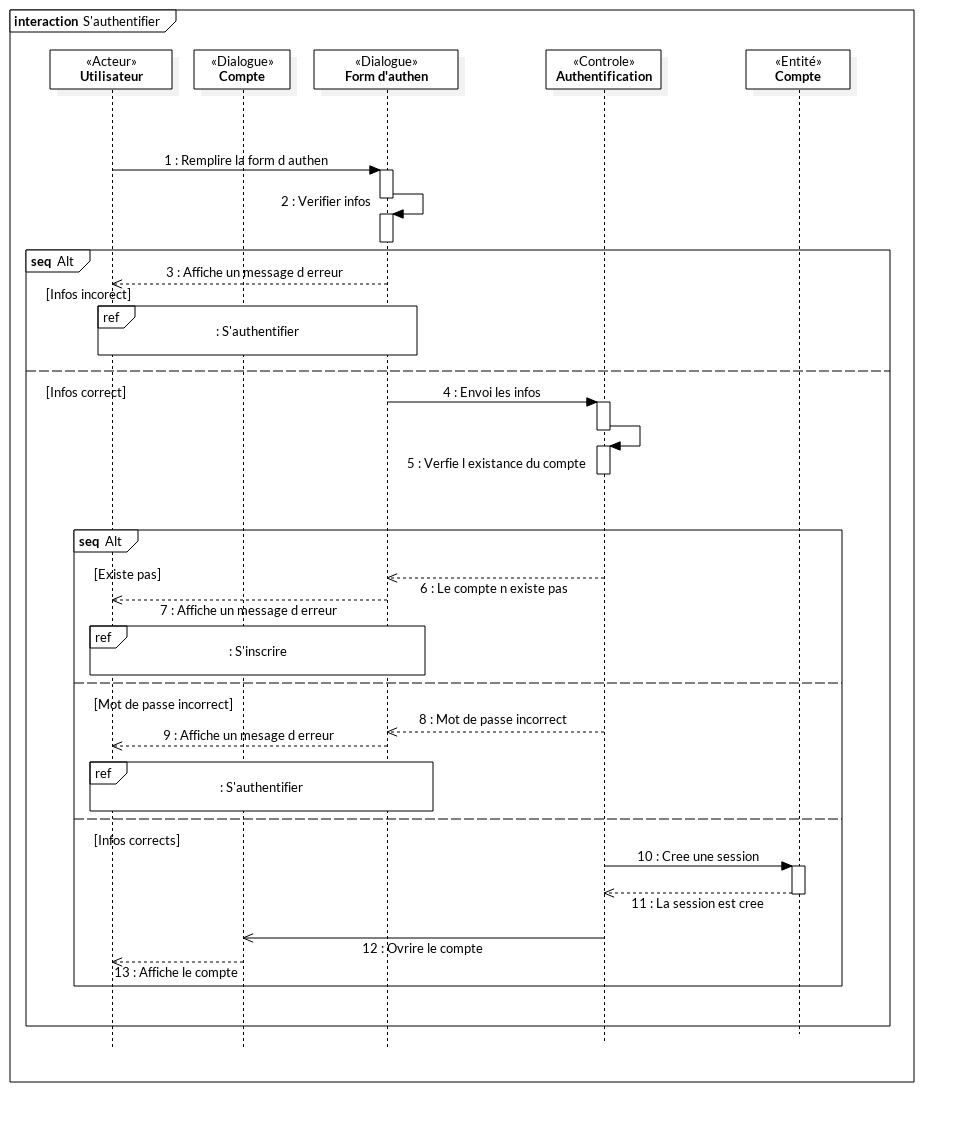 interaction S'authentifier
«Acteur»
Utilisateur
«Dialogue»
Compte
«Dialogue»
Form d'authen
«Controle»
Authentification
«Entité»
Compte
1 : Remplire la form d authen
2 : Verifier infos
seq Alt
3 : Affiche un message d erreur
[Infos incorect]
ref
: S'authentifier
[Infos correct]
4 : Envoi les infos
5 : Verfie l existance du compte
seq Alt
[Existe pas]
6 : Le compte n existe pas
7 : Affiche un message d erreur
ref
: S'inscrire
[Mot de passe incorrect]
8 : Mot de passe incorrect
9 : Affiche un mesage d erreur
ref
: S'authentifier
[Infos corrects]
10 : Cree une session
11 : La session est cree
12 : Ovrire le compte
13 : Affiche le compte